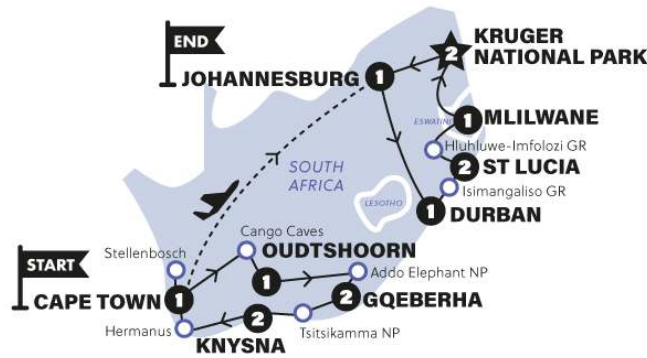 END
KRUGER
NATIONAL PARK
2
JOHANNESBURG
1
MLILWANE
1
ESWATINI
Hluhluwe-Imfolozi GR
SOUTH
AFRICA
2
ST LUCIA
Isimangaliso GR
LESOTHO
1
DURBAN
Cango Caves
Stellenbosch
OUDTSHOORN
START
Addo Elephant NP
1
CAPE TOWN
1
2
GQEBERHA
Hermanus
2
Tsitsikamma NP
KNYSNA